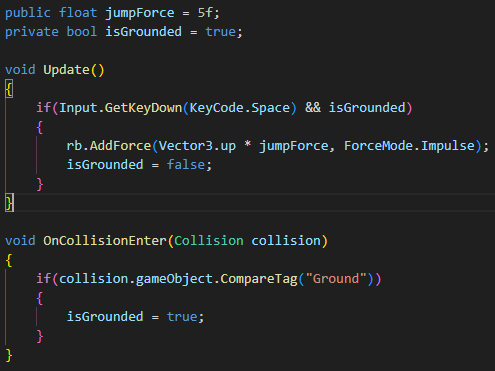 public float jumpForce = 5f;
private bool isGrounded = true;
void Update()
{
if(Input.GetKeyDown(KeyCode.Space) && isGrounded)
{
rb.AddForce(Vector3.up * jumpForce, ForceMode.Impulse);
isGrounded = false;
}
}
void OnCollisionEnter(Collision collision)
{
if(collision.gameObject.CompareTag("Ground"))
{
isGrounded = true;
}
}